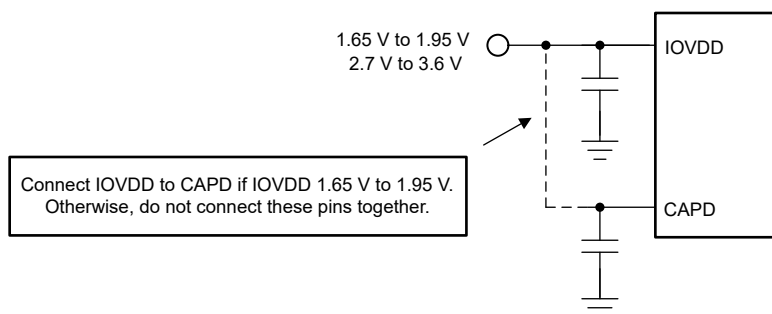 1.65 V to 1.95 V
2.7 V to 3.6 V
IOVDD
Connect IOVDD to CAPD if IOVDD 1.65 V to 1.95 V.
Otherwise, do not connect these pins together.
CAPD